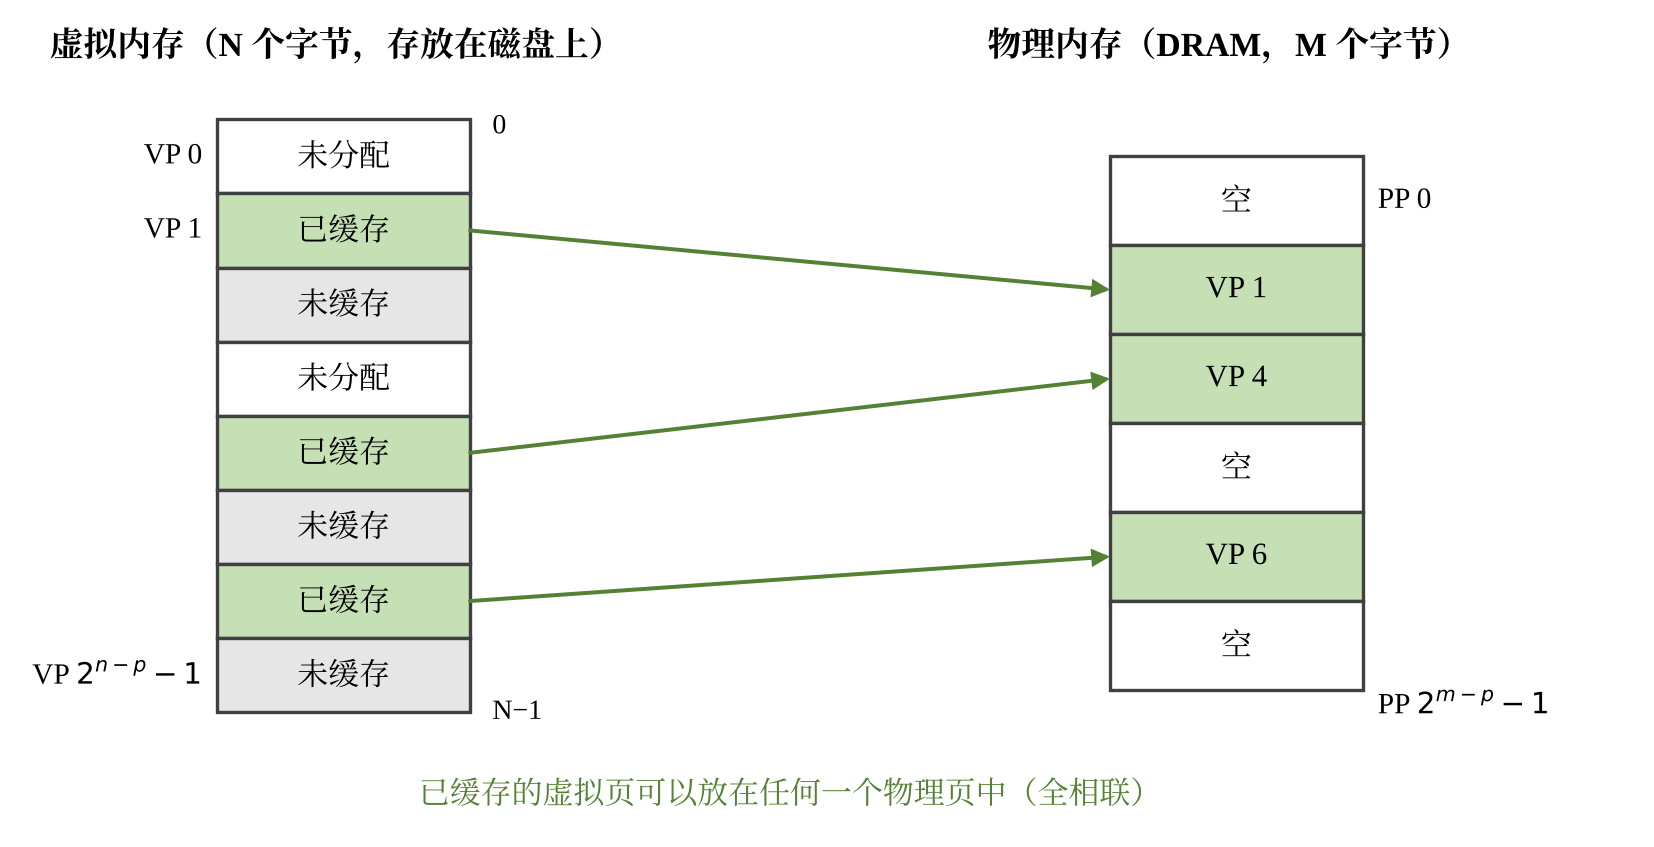 虚拟内存（N 个字节，存放在磁盘上）
物理内存（DRAM，M 个字节）
0
VP 0
未分配
VP 1
已缓存
未缓存
未分配
已缓存
未缓存
已缓存
VP 2^{n−p} − 1
未缓存
N−1
空
PP 0
VP 1
VP 4
空
VP 6
空
PP 2^{m−p} − 1
已缓存的虚拟页可以放在任何一个物理页中（全相联）